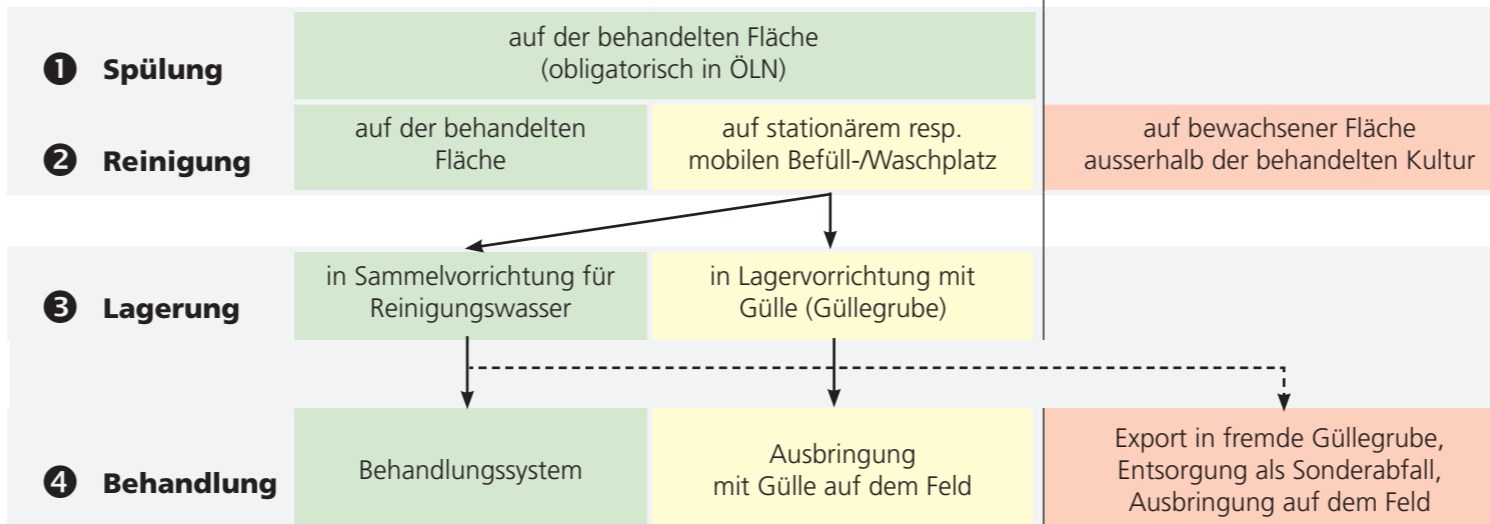 ❶ Spülung
auf der behandelten Fläche
(obligatorisch in ÖLN)
❷ Reinigung
auf der behandelten
Fläche
auf stationärem resp.
mobilen Befüll-/Waschplatz
auf bewachsener Fläche
ausserhalb der behandelten Kultur
❸ Lagerung
in Sammelvorrichtung für
Reinigungswasser
in Lagervorrichtung mit
Gülle (Güllegrube)
❹ Behandlung
Behandlungssystem
Ausbringung
mit Gülle auf dem Feld
Export in fremde Güllegrube,
Entsorgung als Sonderabfall,
Ausbringung auf dem Feld